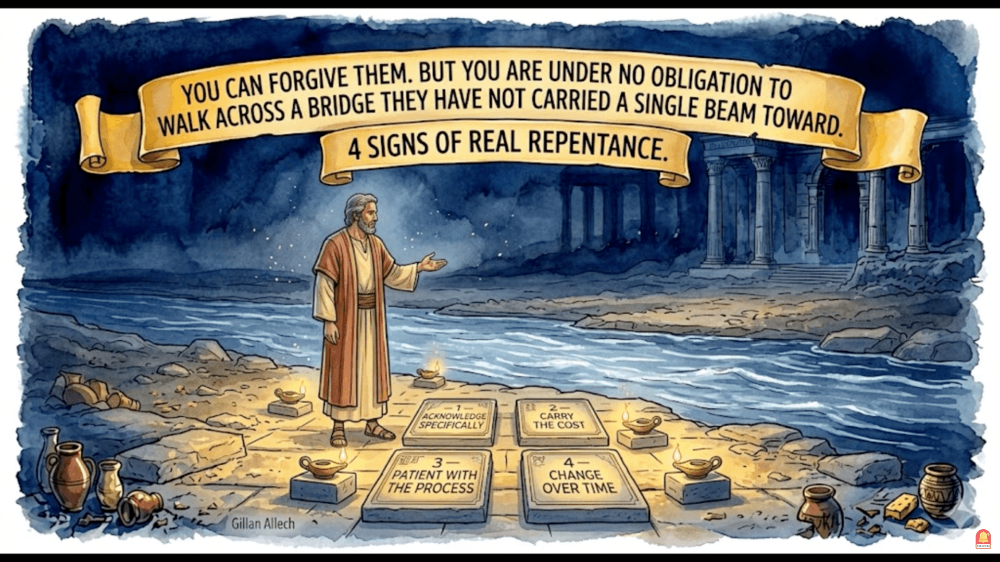 YOU CAN FORGIVE THEM. BUT YOU ARE UNDER NO OBLIGATION TO
WALK ACROSS A BRIDGE THEY HAVE NOT CARRIED A SINGLE BEAM TOWARD.
4 SIGNS OF REAL REPENTANCE.
1 —
ACKNOWLEDGE
SPECIFICALLY
2 —
CARRY
THE COST
3 —
PATIENT WITH
THE PROCESS
4 —
CHANGE
OVER TIME
Gillan Allech
SUBSCRIBE